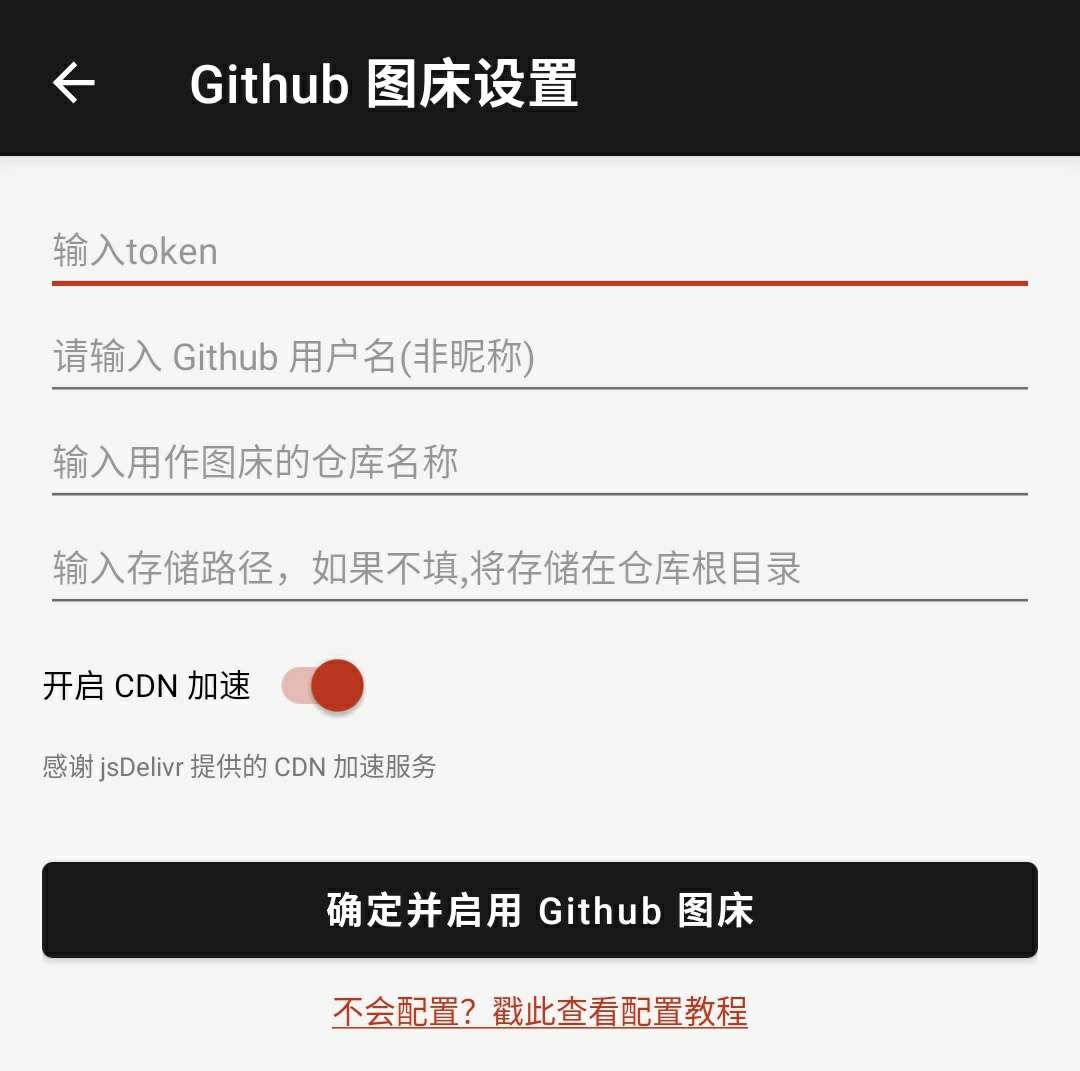 Github 图床设置
输入token
请输入 Github 用户名(非昵称)
输入用作图床的仓库名称
输入存储路径，如果不填,将存储在仓库根目录
开启 CDN 加速
感谢 jsDelivr 提供的 CDN 加速服务
确定并启用 Github 图床
不会配置？戳此查看配置教程